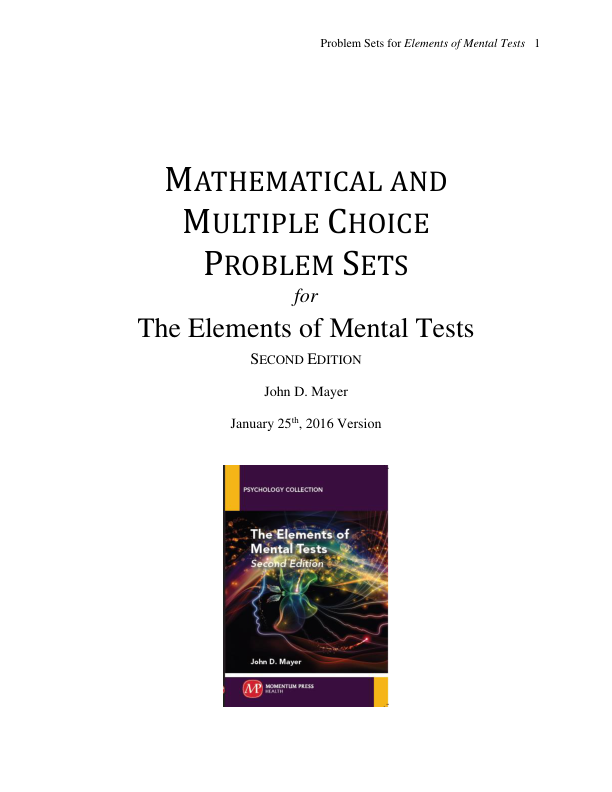 Problem Sets for Elements of Mental Tests 1
MATHEMATICAL AND
MULTIPLE CHOICE
PROBLEM SETS
for
The Elements of Mental Tests
SECOND EDITION
John D. Mayer
January 25th, 2016 Version
PSYCHOLOGY COLLECTION
The Elements of
Mental Tests
Second Edition
John D. Mayer
MP
MOMENTUM PRESS
HEALTH